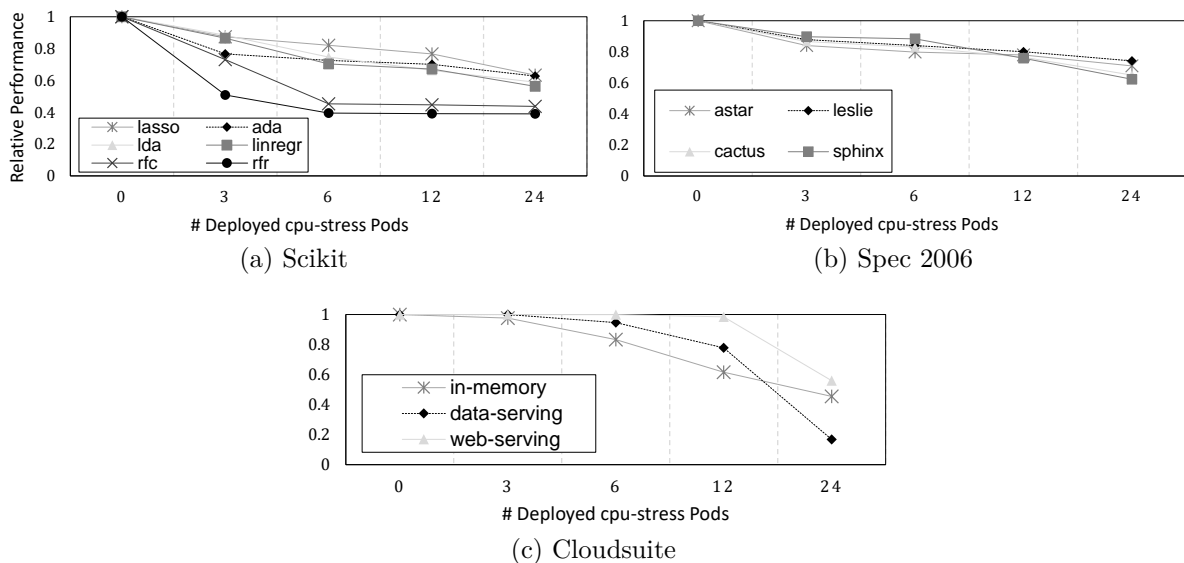 Relative Performance
1
0.8
0.6
0.4
0.2
1
lasso ada
lda linregr
rfc rfr
0 3 6 12 24
# Deployed cpu-stress Pods
(a) Scikit
1
0.8
0.6
0.4
0.2
1
astar leslie
cactus sphinx
0 3 6 12 24
# Deployed cpu-stress Pods
(b) Spec 2006
1
0.8
0.6
0.4
0.2
0
in-memory
data-serving
web-serving
0 3 6 12 24
# Deployed cpu-stress Pods
(c) Cloudsuite